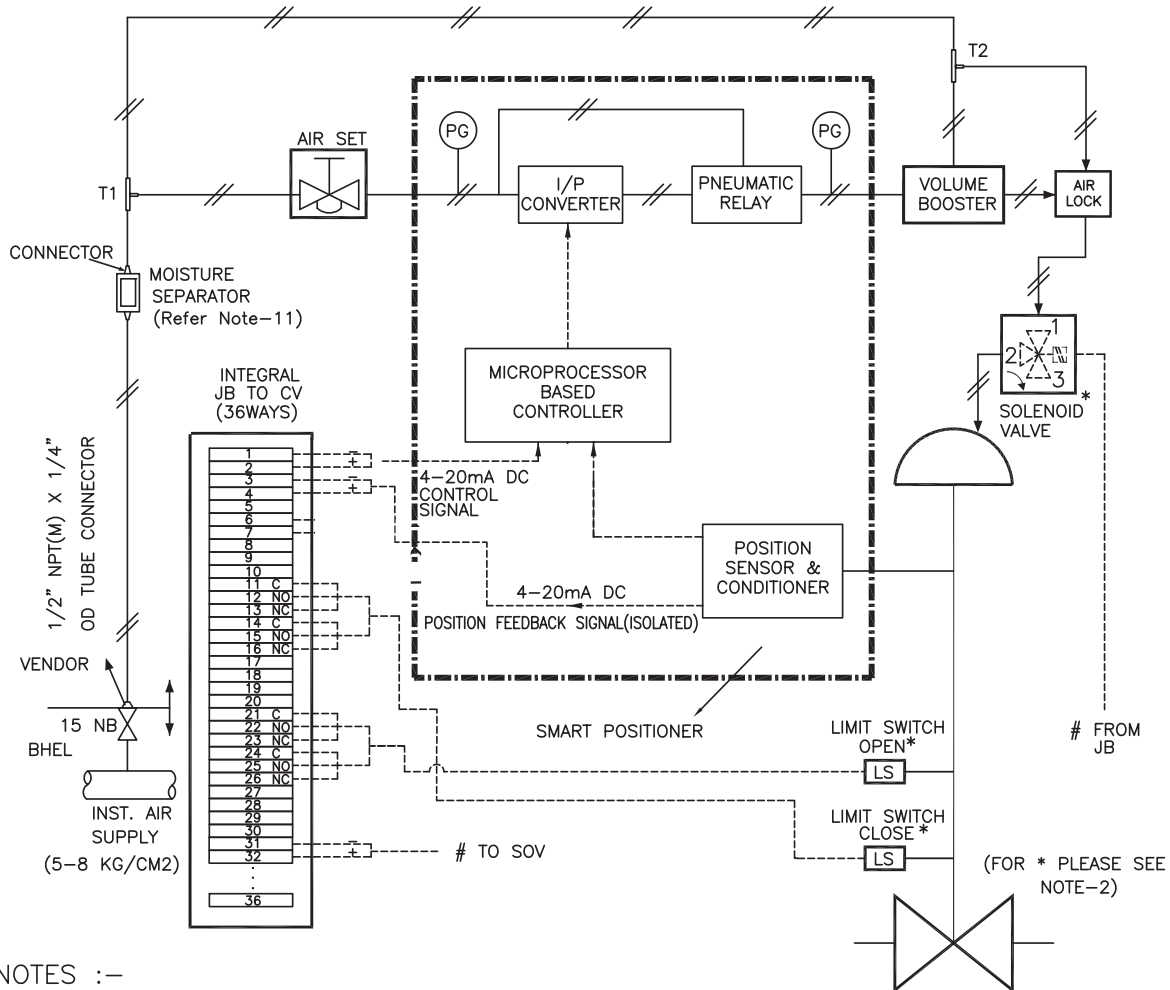 T2
AIR SET
PG
PG
T1
I/P
CONVERTER
PNEUMATIC
RELAY
VOLUME
BOOSTER
AIR
LOCK
CONNECTOR
MOISTURE
SEPARATOR
(Refer Note-11)
1
2
3
SOLENOID*
VALVE
INTEGRAL
JB TO CV
(36WAYS)
MICROPROCESSOR
BASED
CONTROLLER
1/2" NPT(M) X 1/4"
OD TUBE CONNECTOR
1 -
2 +
3 -
4 +
5
6
7
8
9
10
11 C
12 NO
13 NC
14 C
15 NO
16 NC
17
18
19
20
21 C
22 NO
23 NC
24 C
25 NO
26 NC
27
28
29
30
31 -
32 +
36
4-20mA DC
CONTROL
SIGNAL
POSITION
SENSOR &
CONDITIONER
4-20mA DC
POSITION FEEDBACK SIGNAL(ISOLATED)
VENDOR
15 NB
BHEL
INST. AIR
SUPPLY
(5-8 KG/CM2)
SMART POSITIONER
LIMIT SWITCH
OPEN*
LS
# FROM
JB
LIMIT SWITCH
CLOSE*
LS
# TO SOV
(FOR * PLEASE SEE
NOTE-2)
NOTES :-